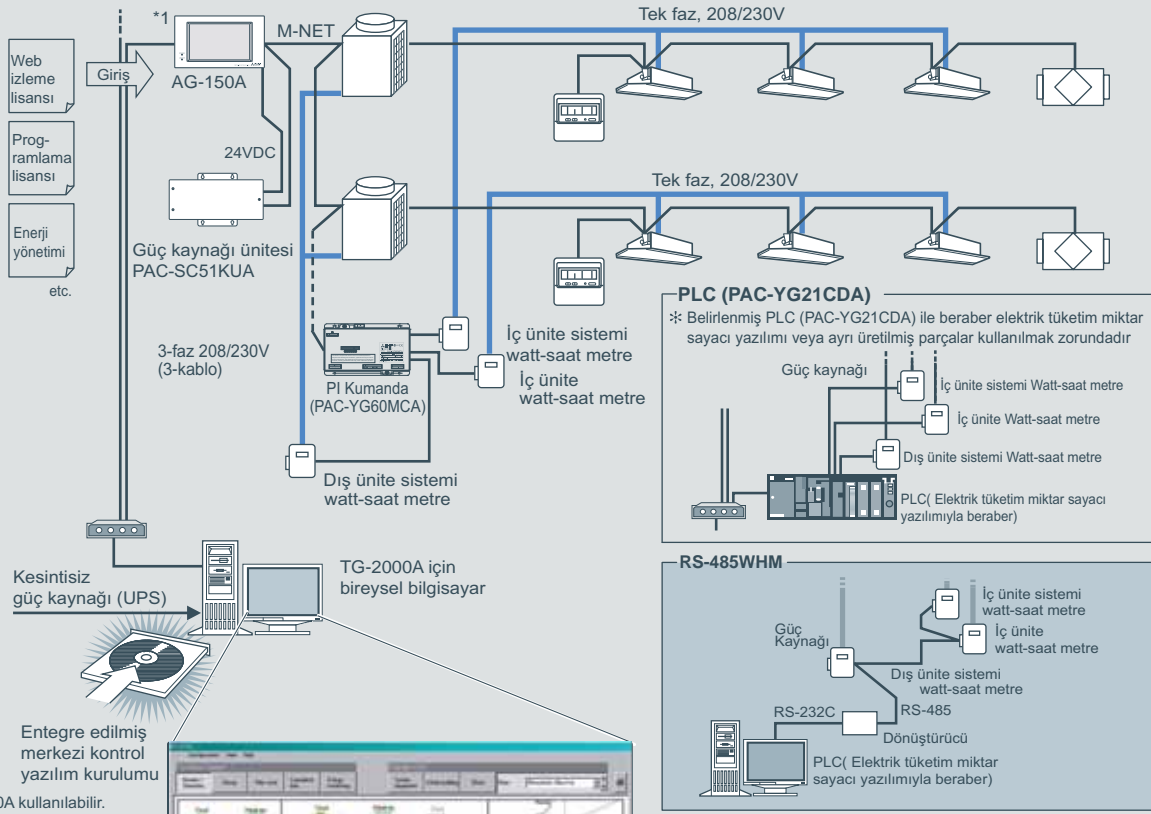 *1
M-NET
Tek faz, 208/230V
Web
izleme
lisansı
Giriş
AG-150A
Prog-
ramlama
lisansı
24VDC
Enerji
yönetimi
etc.
Güç kaynağı ünitesi
PAC-SC51KUA
Tek faz, 208/230V
3-faz 208/230V
(3-kablo)
PI Kumanda
(PAC-YG60MCA)
İç ünite sistemi
watt-saat metre
İç ünite
watt-saat metre
Dış ünite sistemi
watt-saat metre
PLC (PAC-YG21CDA)
Belirlenmiş PLC (PAC-YG21CDA) ile beraber elektrik tüketim miktar
sayacı yazılımı veya ayrı üretilmiş parçalar kullanılmak zorundadır
Güç kaynağı
İç ünite sistemi Watt-saat metre
İç ünite Watt-saat metre
Dış ünite sistemi Watt-saat metre
PLC( Elektrik tüketim miktar sayacı
yazılımıyla beraber)
Kesintisiz
güç kaynağı (UPS)
TG-2000A için
bireysel bilgisayar
Entegre edilmiş
merkezi kontrol
yazılım kurulumu
0A kullanılabilir.
RS-485WHM
İç ünite sistemi
watt-saat metre
İç ünite
watt-saat metre
Güç
Kaynağı
Dış ünite sistemi
watt-saat metre
RS-232C
RS-485
Dönüştürücü
PLC( Elektrik tüketim miktar
sayacı yazılımıyla beraber)